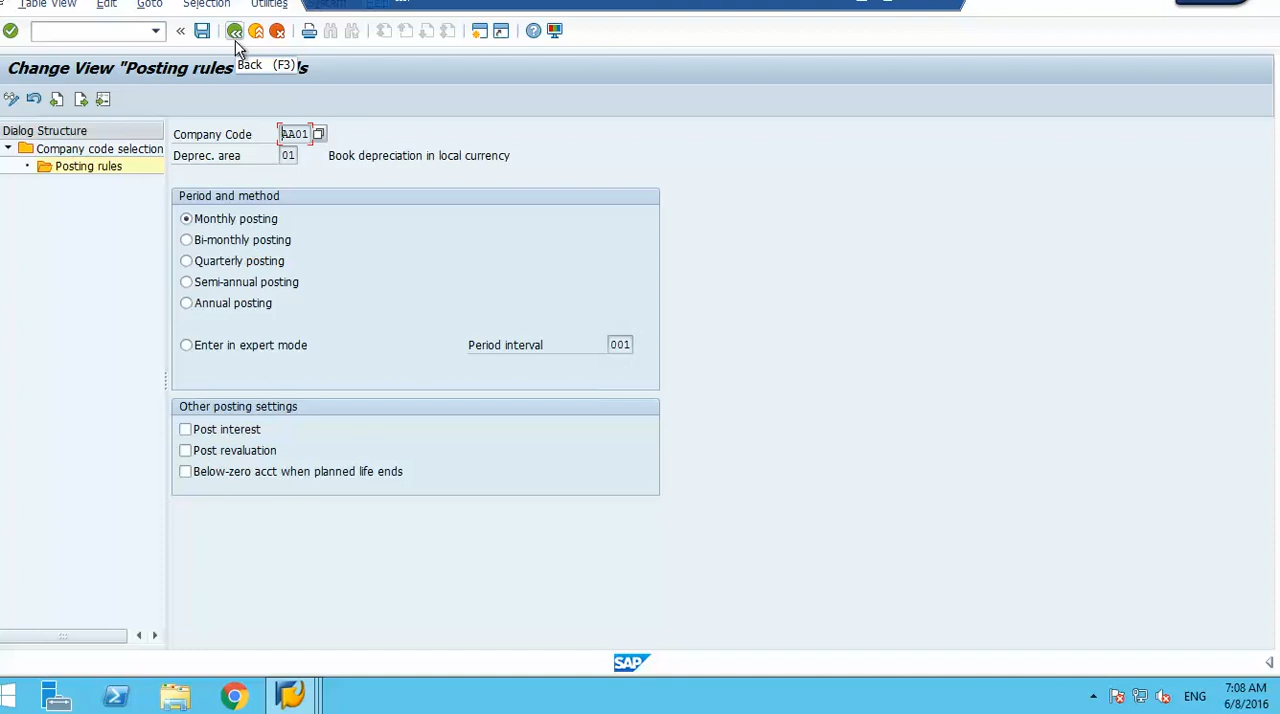 Table View Edit Goto Selection Utilities System Help
Change View "Posting rules
Back (F3)
Dialog Structure
Company code selection
Posting rules
Company Code AA01
Deprec. area 01 Book depreciation in local currency
Period and method
Monthly posting
Bi-monthly posting
Quarterly posting
Semi-annual posting
Annual posting
Enter in expert mode Period interval 001
Other posting settings
Post interest
Post revaluation
Below-zero acct when planned life ends
SAP
ENG
7:08 AM
6/8/2016